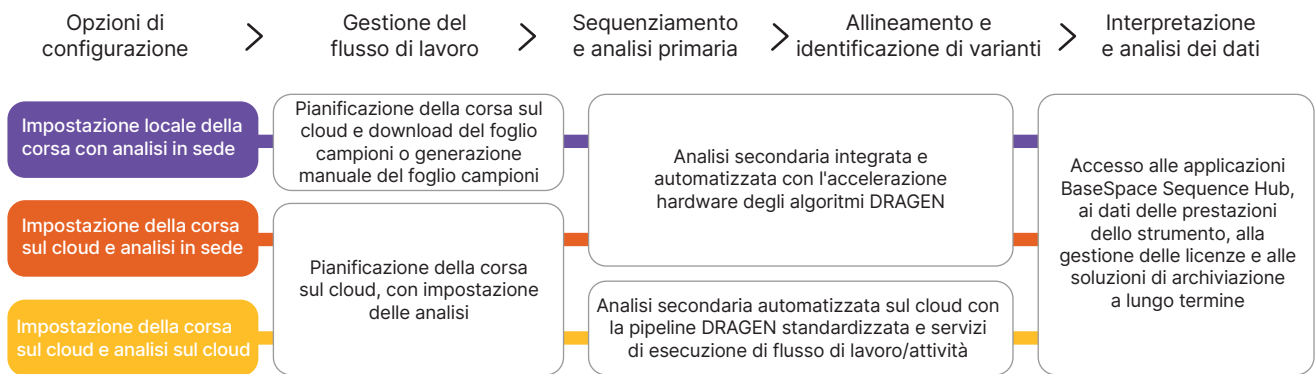 Opzioni di
configurazione
Gestione del
flusso di lavoro
Sequenziamento
e analisi primaria
Allineamento e
identificazione di varianti
Interpretazione
e analisi dei dati
Impostazione locale della
corsa con analisi in sede
Pianificazione della corsa sul
cloud e download del foglio
campioni o generazione
manuale del foglio campioni
Analisi secondaria integrata e
automatizzata con l'accelerazione
hardware degli algoritmi DRAGEN
Accesso alle applicazioni
BaseSpace Sequence Hub,
ai dati delle prestazioni
dello strumento, alla
gestione delle licenze e alle
soluzioni di archiviazione
a lungo termine
Impostazione della corsa
sul cloud e analisi in sede
Pianificazione della corsa
sul cloud, con impostazione
delle analisi
Impostazione della corsa
sul cloud e analisi sul cloud
Analisi secondaria automatizzata sul cloud con
la pipeline DRAGEN standardizzata e servizi
di esecuzione di flusso di lavoro/attività